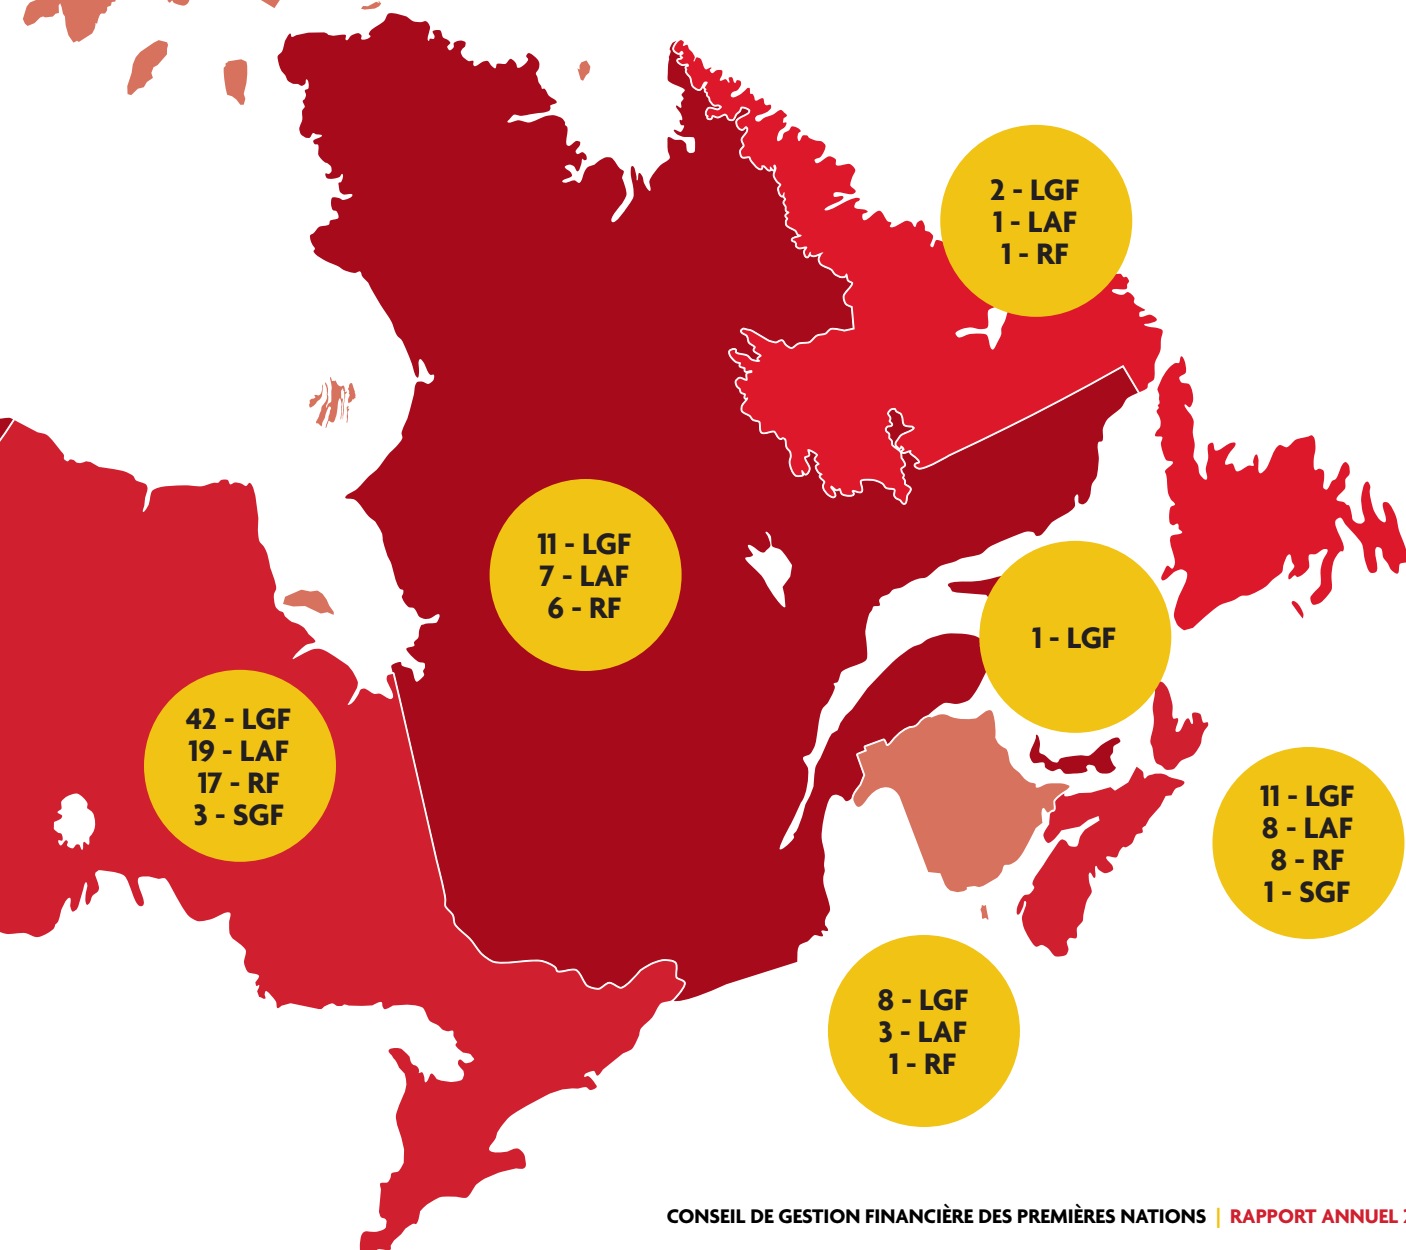 2 - LGF
1 - LAF
1 - RF
11 - LGF
7 - LAF
6 - RF
1 - LGF
42 - LGF
19 - LAF
17 - RF
3 - SGF
11 - LGF
8 - LAF
8 - RF
1 - SGF
8 - LGF
3 - LAF
1 - RF
CONSEIL DE GESTION FINANCIÈRE DES PREMIÈRES NATIONS | RAPPORT ANNUEL